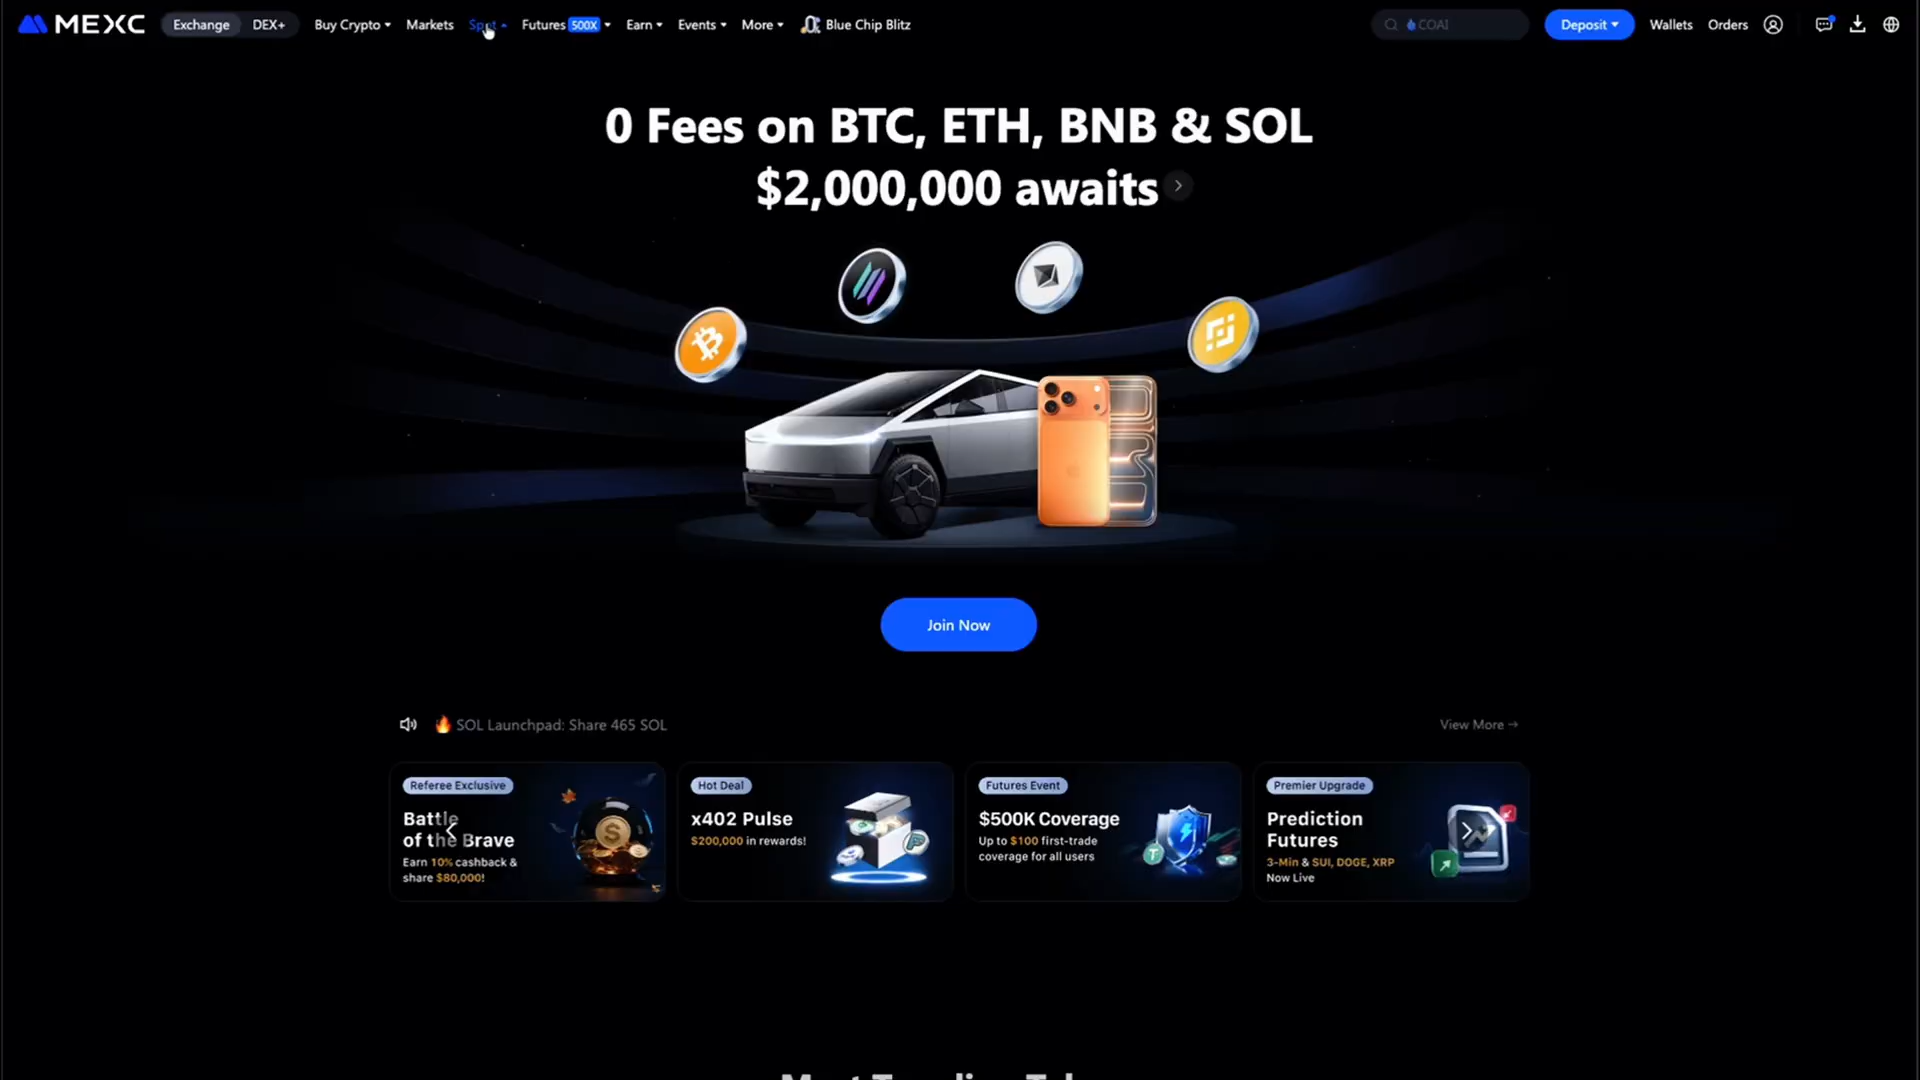 MEXC
Exchange
DEX+
Buy Crypto
Markets
Spot
Futures 500X
Earn
Events
More
Blue Chip Blitz
COAI
Deposit
Wallets
Orders
0 Fees on BTC, ETH, BNB & SOL
$2,000,000 awaits
Join Now
SOL Launchpad: Share 465 SOL
View More
Referee Exclusive
Battle
of the Brave
Earn 10% cashback &
share $80,000!
Hot Deal
x402 Pulse
$200,000 in rewards!
Futures Event
$500K Coverage
Up to $100 first-trade
coverage for all users
Premier Upgrade
Prediction
Futures
3-Min & SUI, DOGE, XRP
Now Live